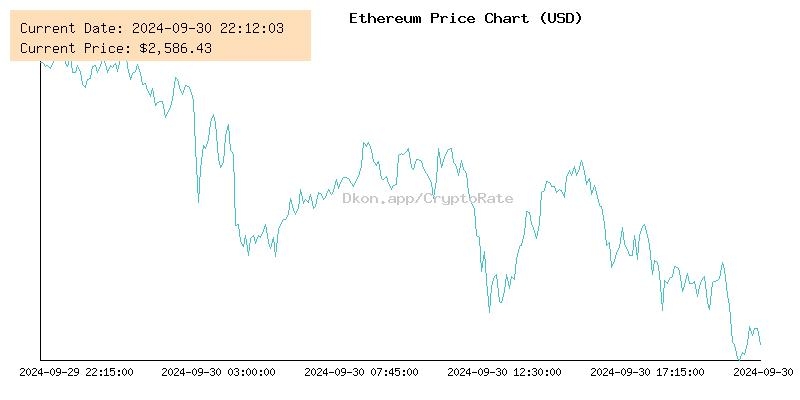 Ethereum Price Chart (USD)
Current Date: 2024-09-30 22:12:03
Current Price: $2,586.43
Dkon.app/CryptoRate
2024-09-29 22:15:00 2024-09-30 03:00:00 2024-09-30 07:45:00 2024-09-30 12:30:00 2024-09-30 17:15:00 2024-09-30